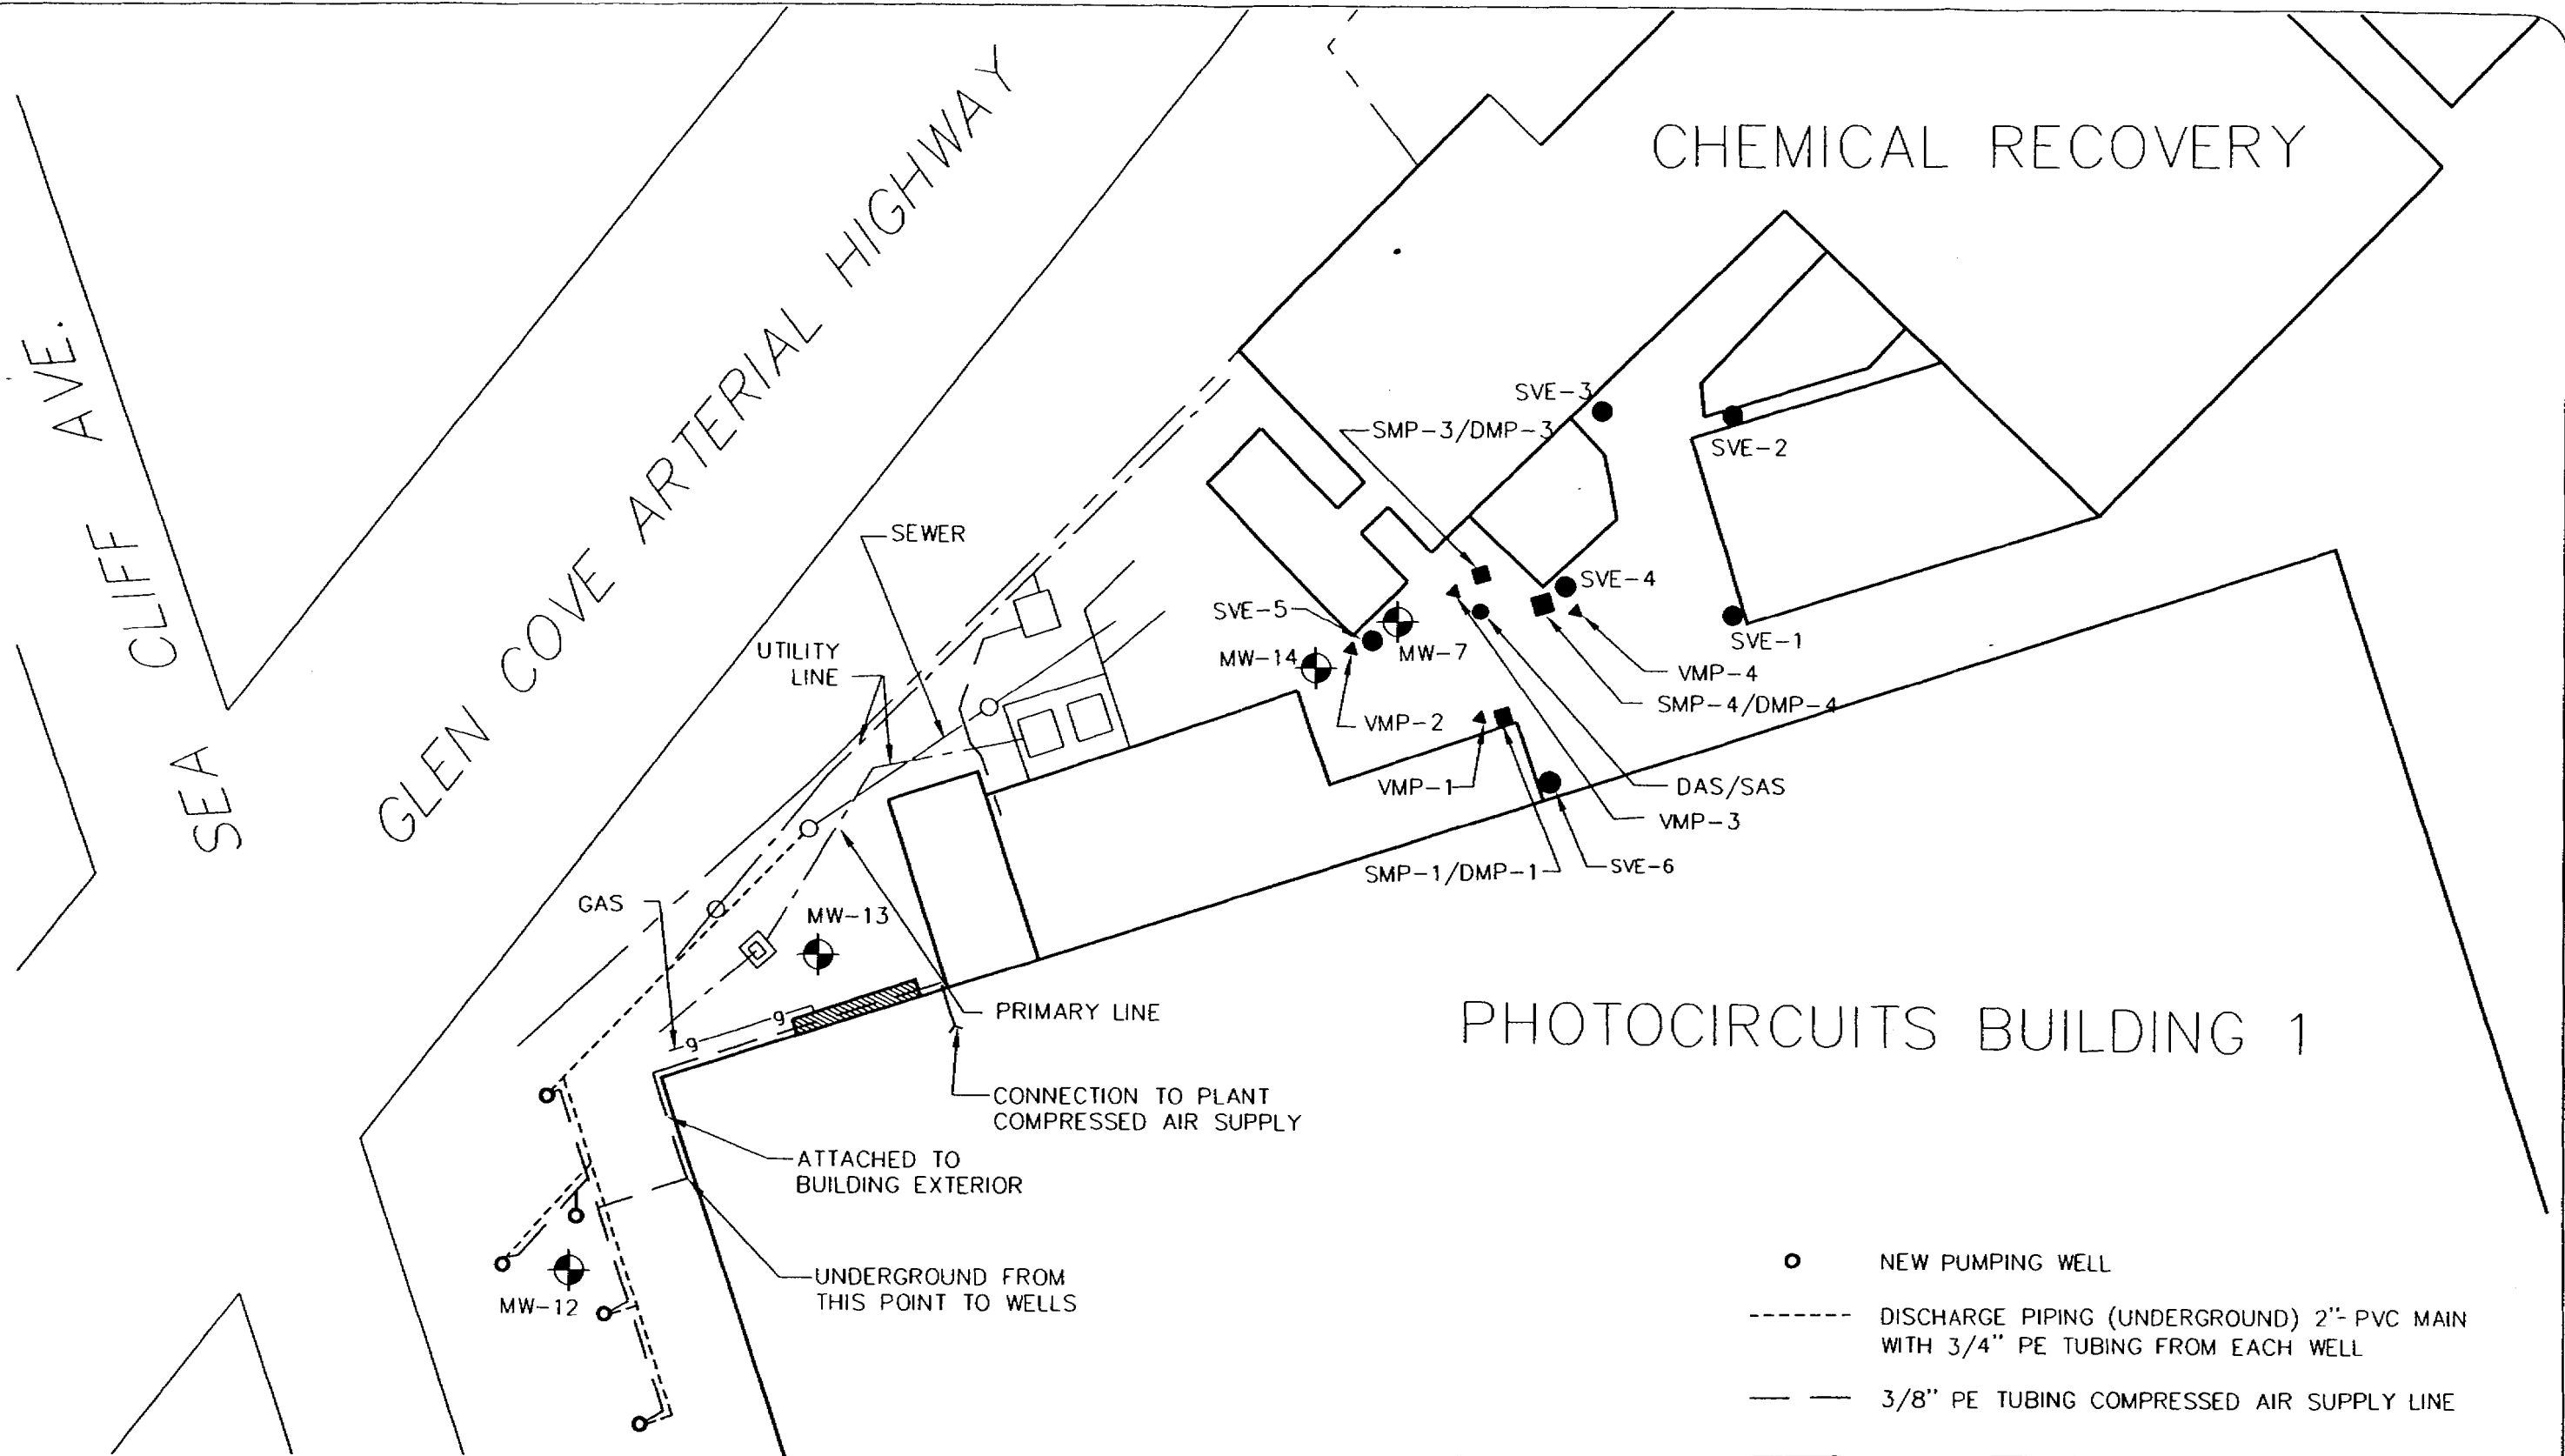 CHEMICAL RECOVERY
SEA CLIFF AVE.
GLEN COVE ARTERIAL HIGHWAY
SVE-3
SMP-3/DMP-3
SVE-2
SEWER
SVE-4
SVE-5
SVE-1
UTILITY
LINE
MW-14
MW-7
VMP-4
SMP-4/DMP-4
VMP-2
VMP-1
DAS/SAS
VMP-3
SMP-1/DMP-1
SVE-6
GAS
MW-13
g
g
PRIMARY LINE
PHOTOCIRCUITS BUILDING 1
CONNECTION TO PLANT
COMPRESSED AIR SUPPLY
ATTACHED TO
BUILDING EXTERIOR
UNDERGROUND FROM
THIS POINT TO WELLS
MW-12
NEW PUMPING WELL
DISCHARGE PIPING (UNDERGROUND) 2"- PVC MAIN
WITH 3/4" PE TUBING FROM EACH WELL
3/8" PE TUBING COMPRESSED AIR SUPPLY LINE